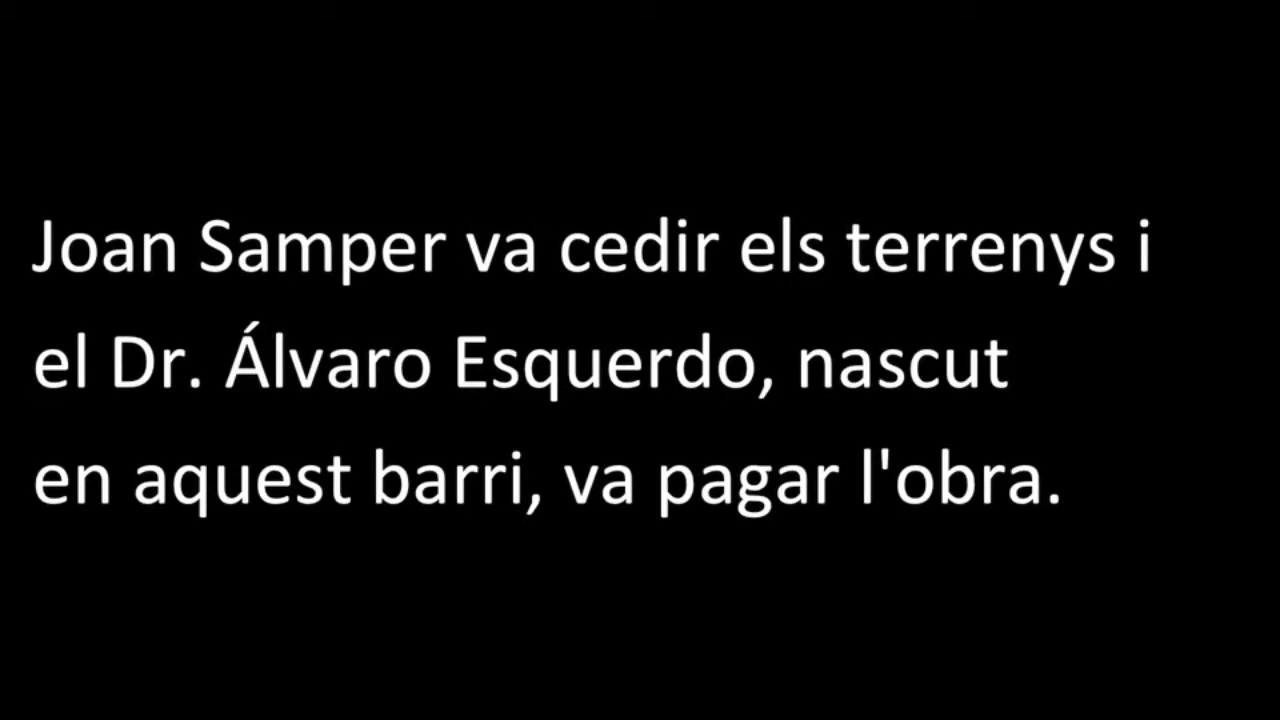 Joan Samper va cedir els terrenys i
el Dr. Álvaro Esquerdo, nascut
en aquest barri, va pagar l'obra.